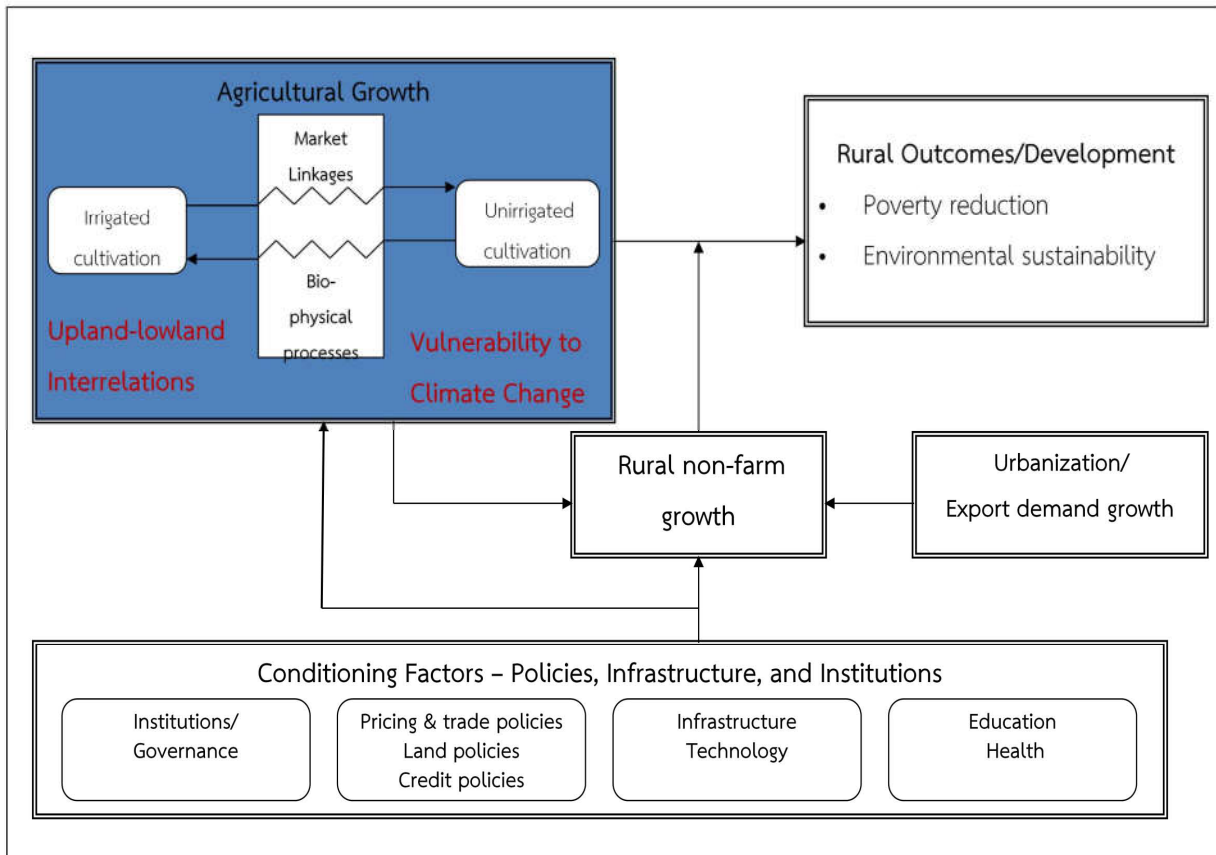 Agricultural Growth
Market
Linkages
Irrigated
cultivation
Unirrigated
cultivation
Bio-
physical
processes
Upland-lowland
Interrelations
Vulnerability to
Climate Change
Rural Outcomes/Development
• Poverty reduction
• Environmental sustainability
Rural non-farm
growth
Urbanization/
Export demand growth
Conditioning Factors – Policies, Infrastructure, and Institutions
Institutions/
Governance
Pricing & trade policies
Land policies
Credit policies
Infrastructure
Technology
Education
Health